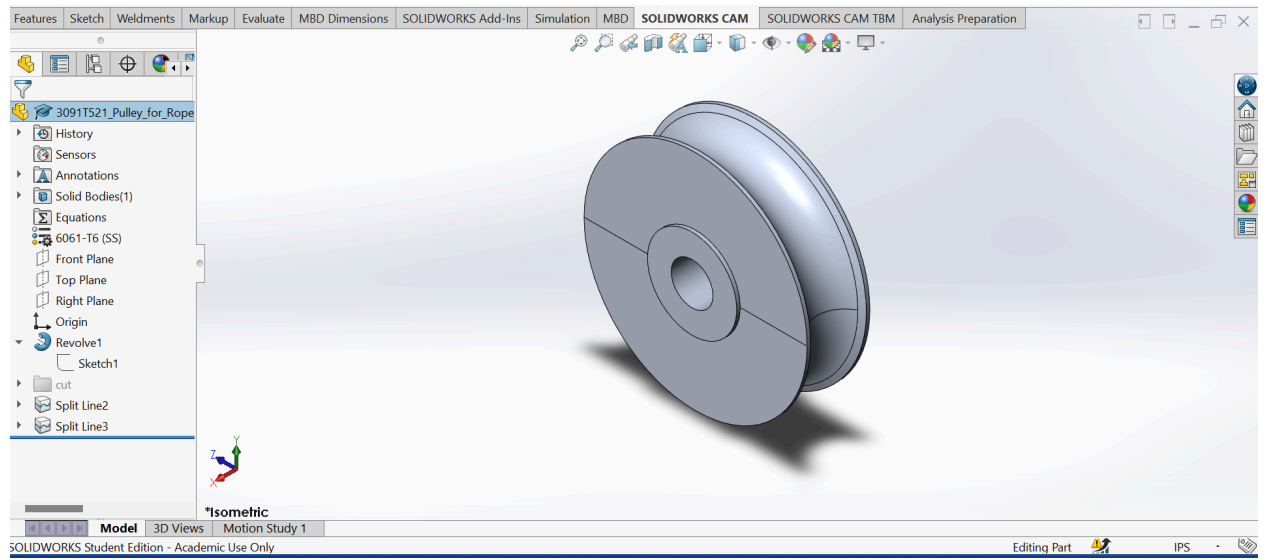 Features Sketch Weldments Markup Evaluate MBD Dimensions SOLIDWORKS Add-Ins Simulation MBD SOLIDWORKS CAM SOLIDWORKS CAM TBM Analysis Preparation
3091T521_Pulley_for_Rope
History
Sensors
Annotations
Solid Bodies(1)
Equations
6061-T6 (SS)
Front Plane
Top Plane
Right Plane
Origin
Revolve1
Sketch1
cut
Split Line2
Split Line3
Y
Z
X
*Isometric
Model 3D Views Motion Study 1
SOLIDWORKS Student Edition - Academic Use Only Editing Part IPS -